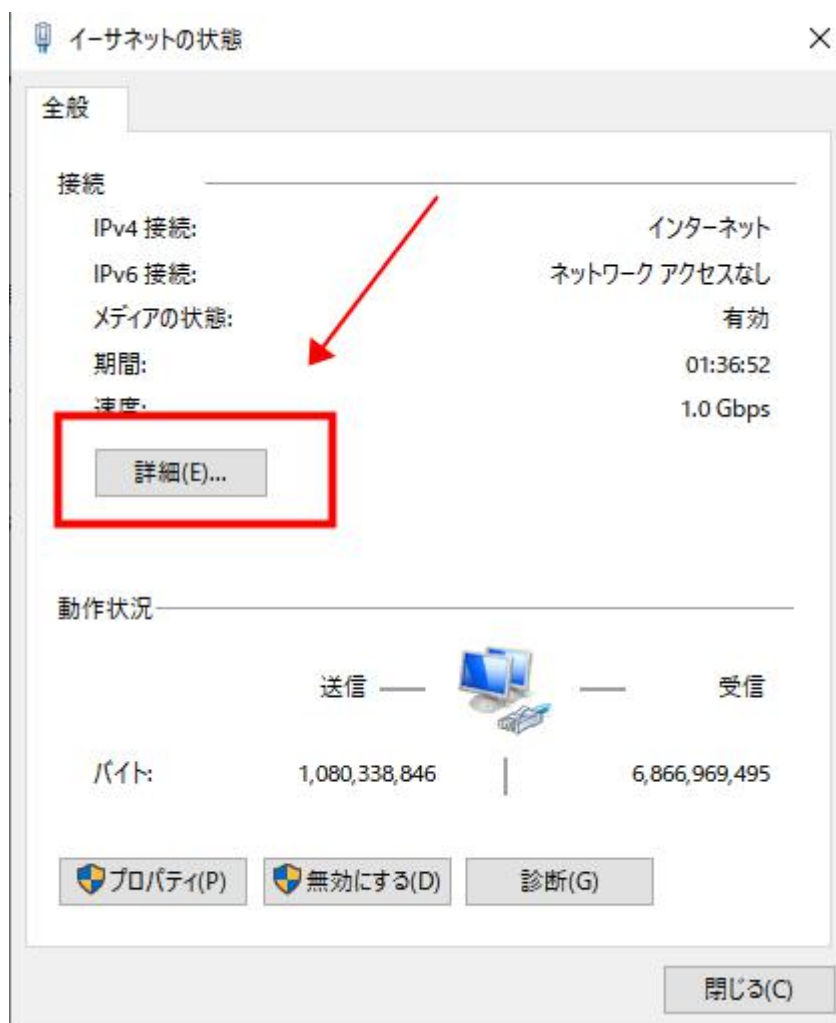 イーサネットの状態
全般
接続
IPv4 接続: インターネット
IPv6 接続: ネットワーク アクセスなし
メディアの状態: 有効
期間: 01:36:52
速度: 1.0 Gbps
詳細(E)...
動作状況
送信 受信
バイト: 1,080,338,846 6,866,969,495
プロパティ(P) 無効にする(D) 診断(G)
閉じる(C)